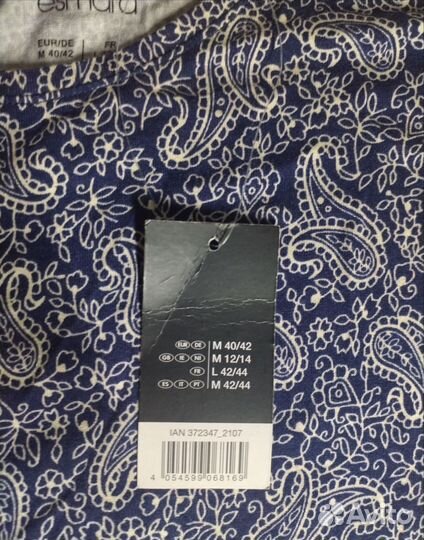 esmara
EUR/DE FR
M 40/42 L
EUR DE M 40/42
GB IE NI M 12/14
FR L 42/44
ES IT PT M 42/44
IAN 372347_2107
4 054599 068169
Avito